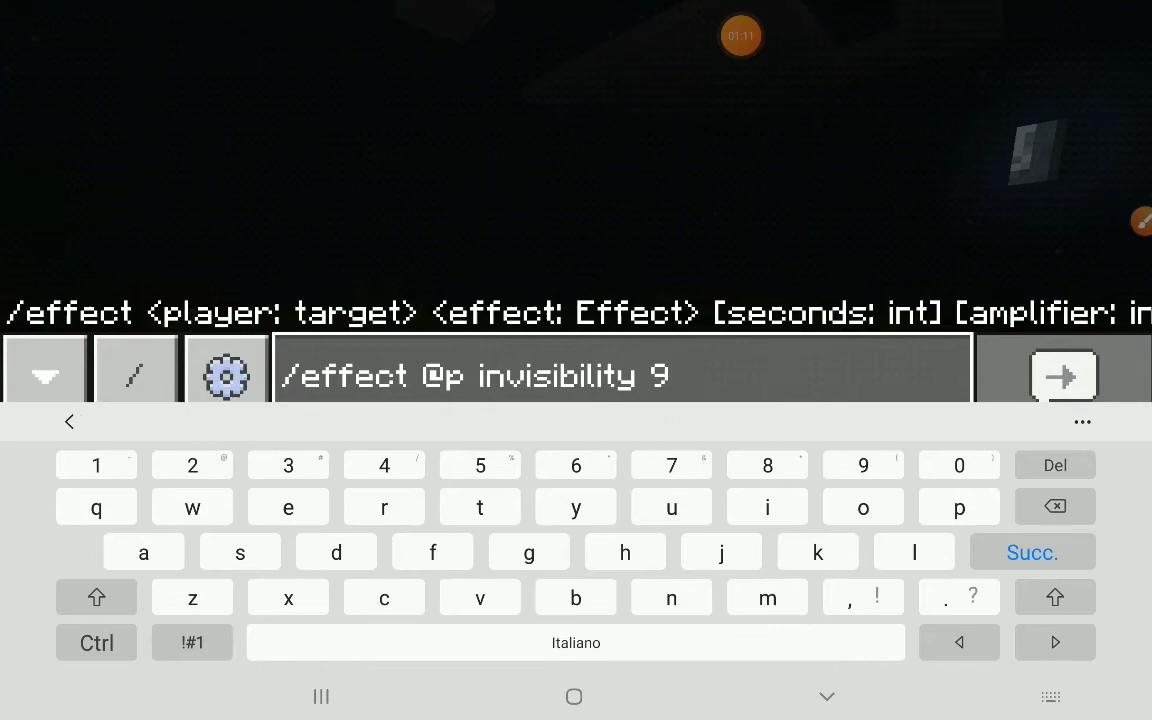 01:11
/effect <player: target> <effect: Effect> [seconds: int] [amplifier: in
/
/effect @p invisibility 9
1 - 2 @ 3 # 4 / 5 % 6 7 & 8 * 9 ( 0 ) Del
q w e r t y u i o p
a s d f g h j k l Succ.
z x c v b n m , ! . ?
Ctrl !#1 Italiano